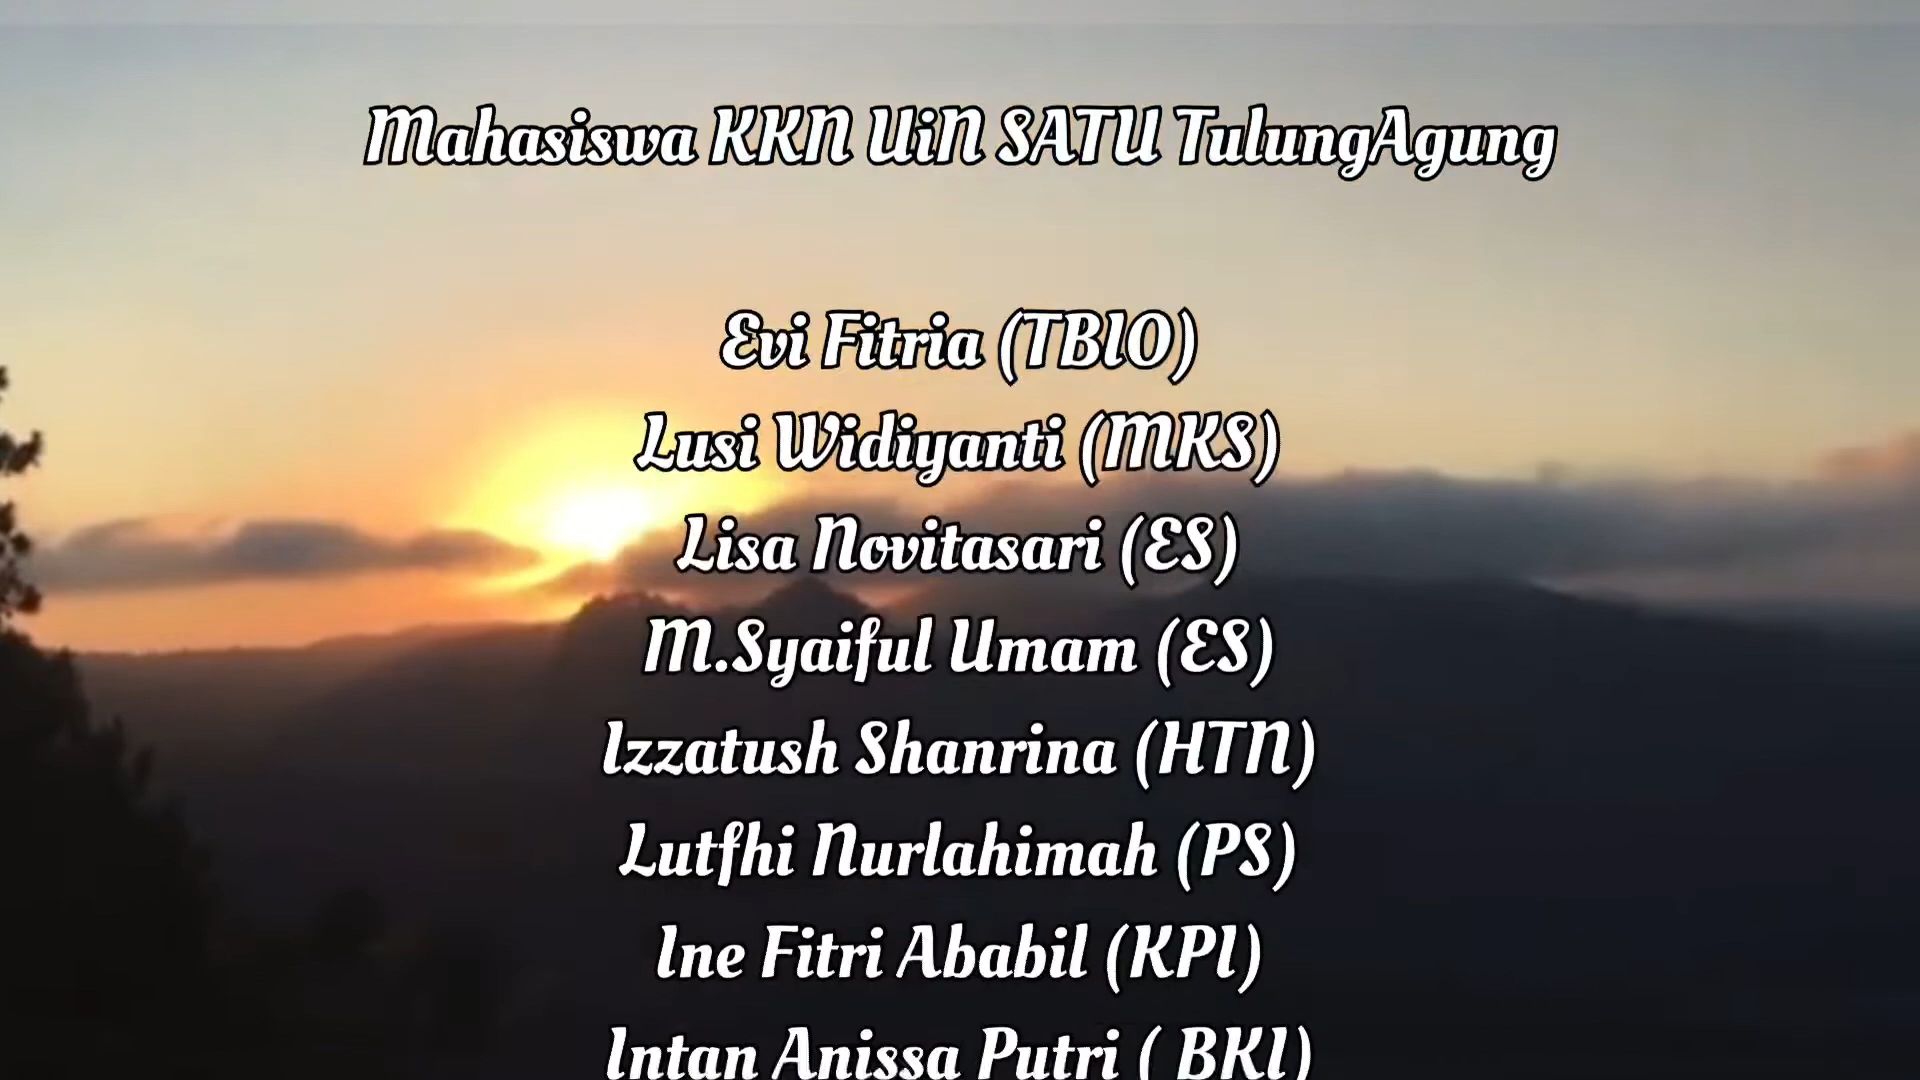 Mahasiswa KKN UiN SATU TulungAgung
Evi Fitria (TBIO)
Lusi Widiyanti (MKS)
Lisa Novitasari (ES)
M.Syaiful Umam (ES)
Izzatush Shanrina (HTN)
Lutfhi Nurlahimah (PS)
Ine Fitri Ababil (KPI)
Intan Anissa Putri ( BKI)